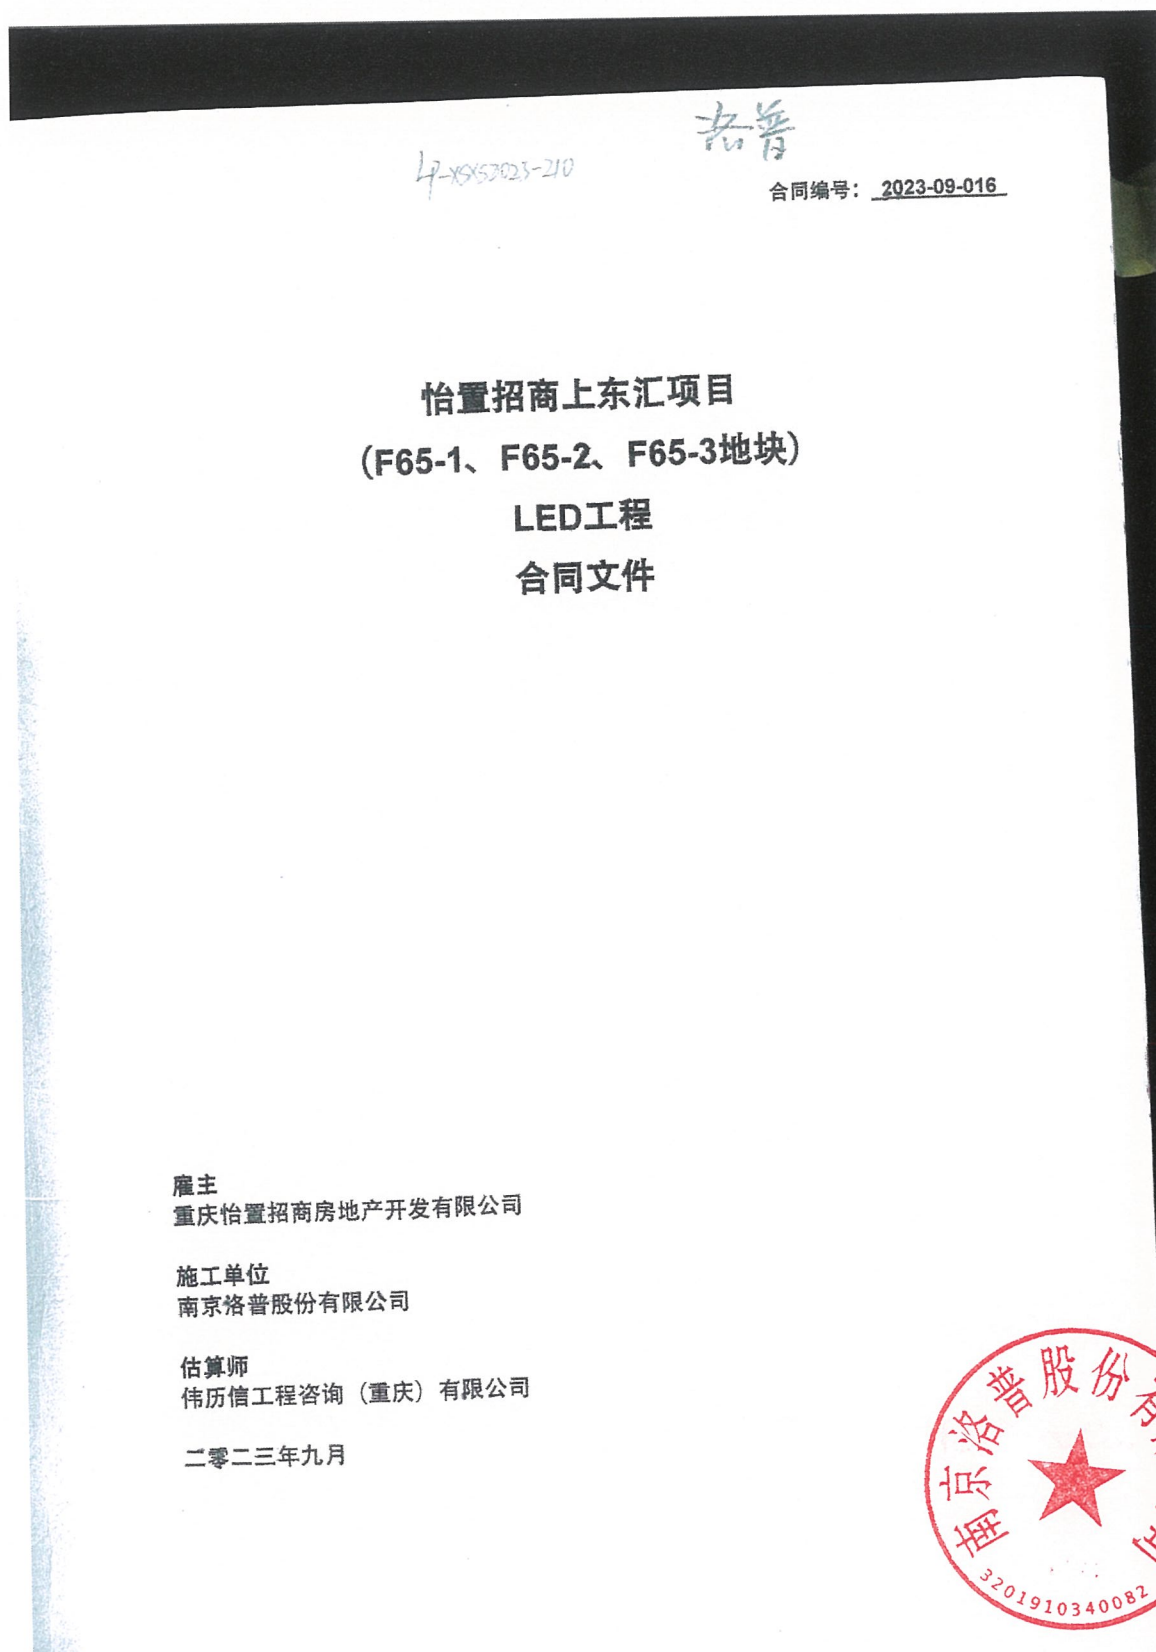 洛普
LP-XSXS2023-210
合同编号：2023-09-016
怡置招商上东汇项目
（F65-1、F65-2、F65-3地块）
LED工程
合同文件
雇主
重庆怡置招商房地产开发有限公司
施工单位
南京洛普股份有限公司
估算师
伟历信工程咨询（重庆）有限公司
二零二三年九月
南京洛普股份有
司
3201910340082